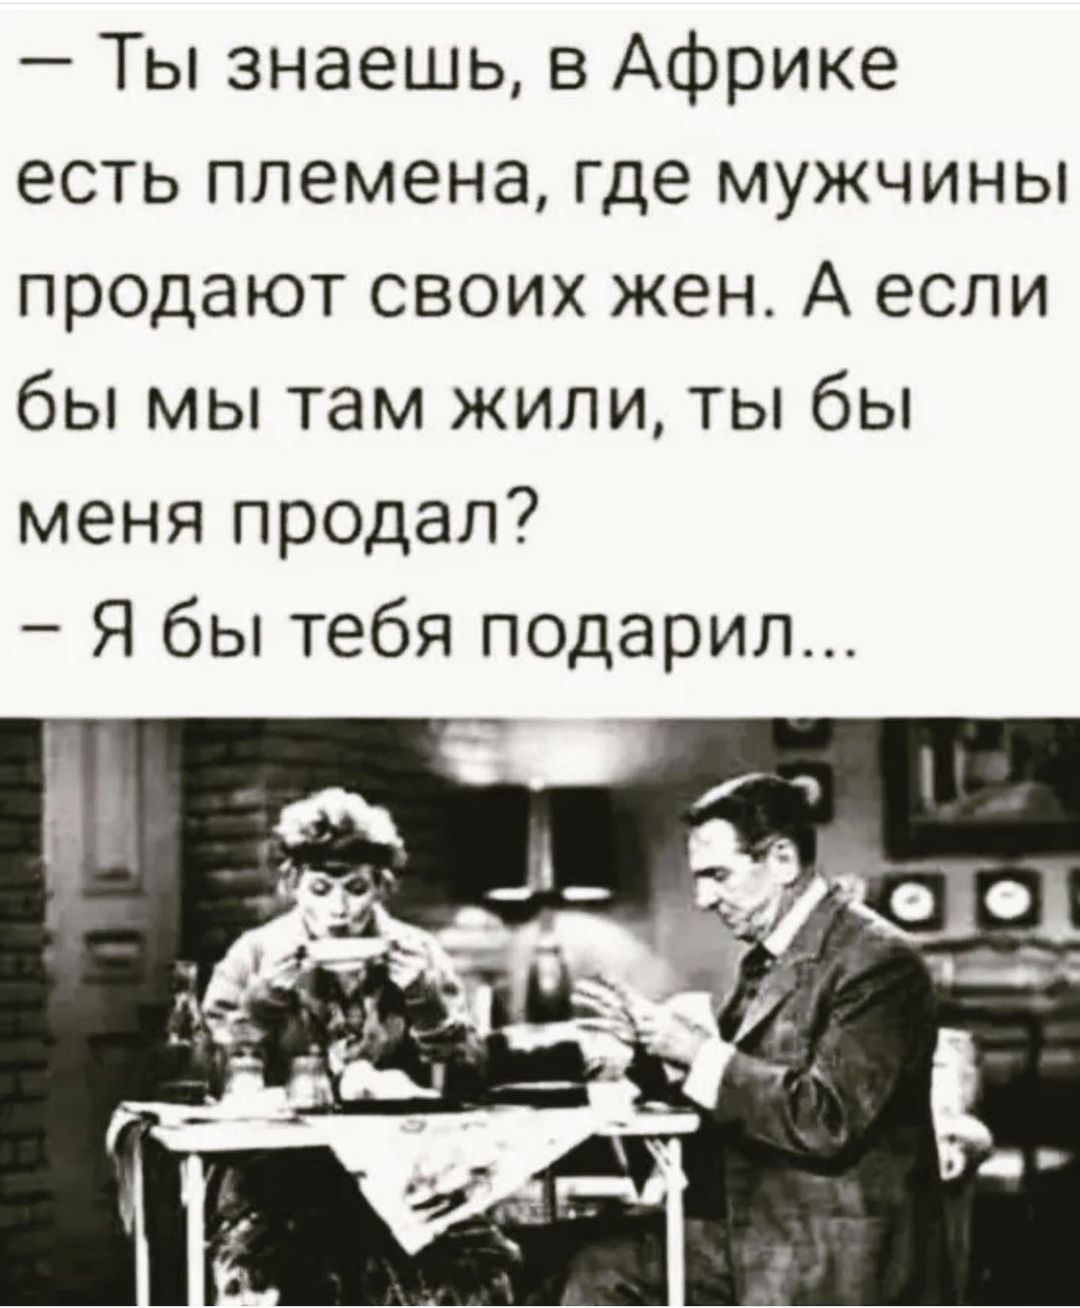 — Ты знаешь, в Африке
есть племена, где мужчины
продают своих жен. А если
бы мы там жили, ты бы
меня продал?
– Я бы тебя подарил...